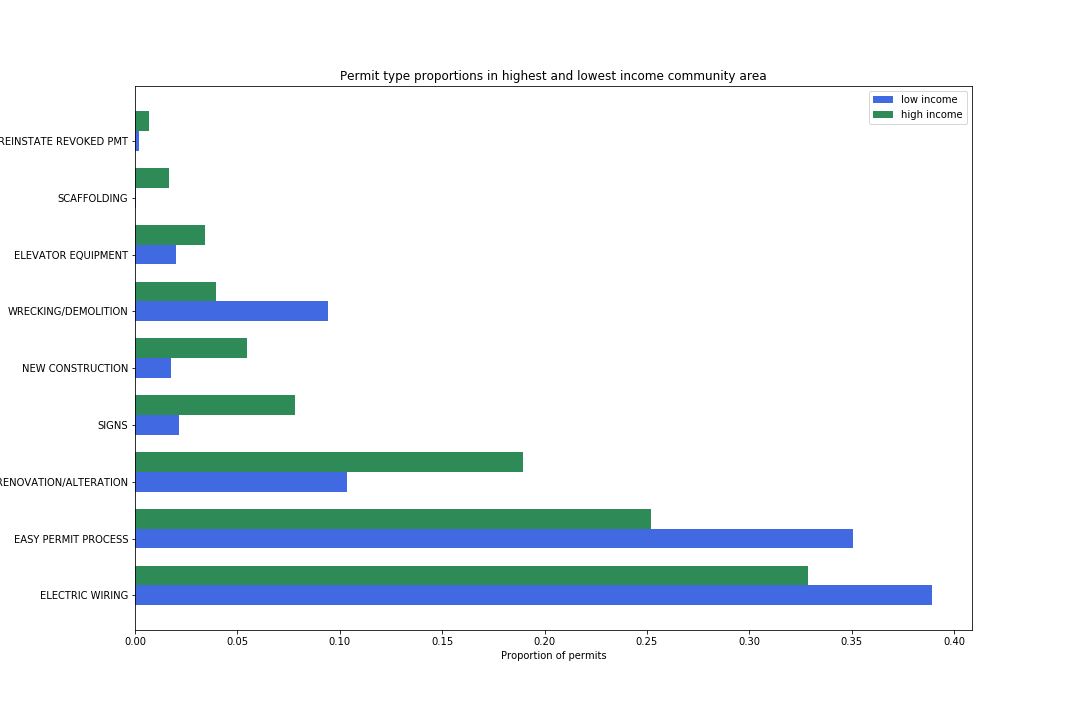 Permit type proportions in highest and lowest income community area
low income
high income
REINSTATE REVOKED PMT
SCAFFOLDING
ELEVATOR EQUIPMENT
WRECKING/DEMOLITION
NEW CONSTRUCTION
SIGNS
RENOVATION/ALTERATION
EASY PERMIT PROCESS
ELECTRIC WIRING
0.00 0.05 0.10 0.15 0.20 0.25 0.30 0.35 0.40
Proportion of permits